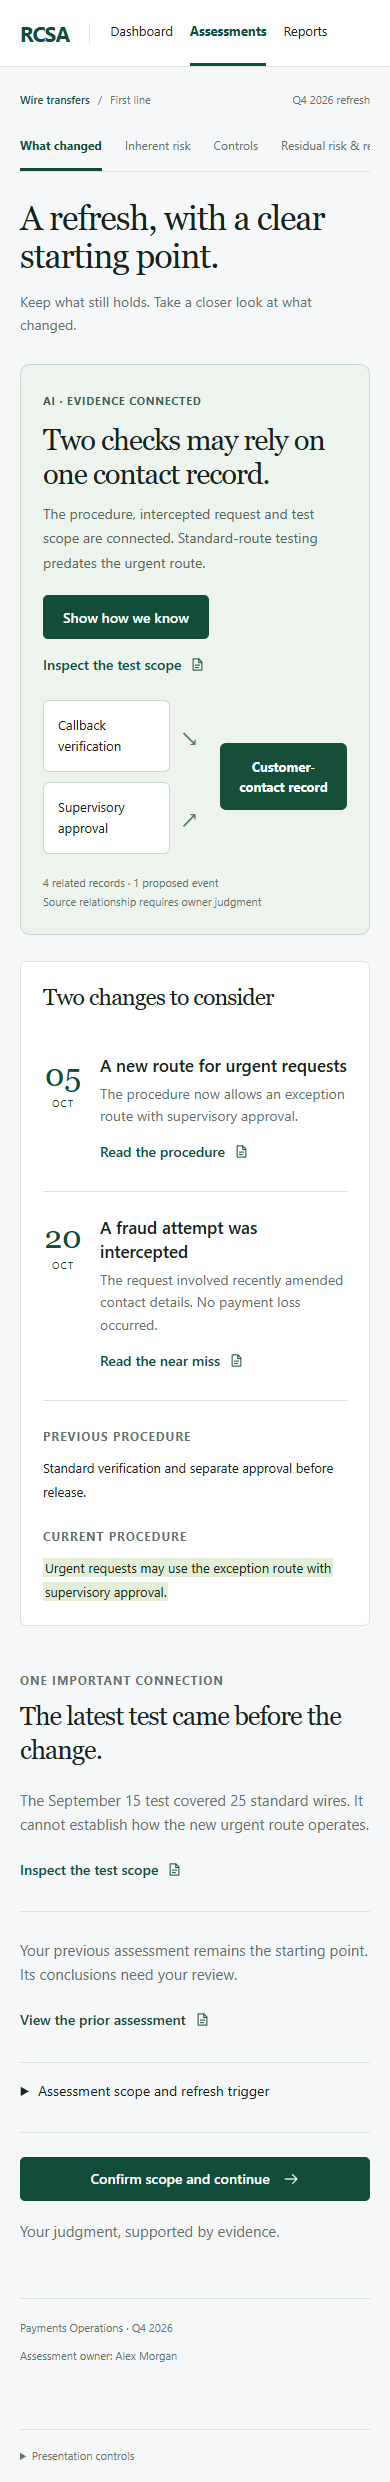 RCSA
Dashboard
Assessments
Reports
Wire transfers / First line
Q4 2026 refresh
What changed
Inherent risk
Controls
Residual risk & re
A refresh, with a clear
starting point.
Keep what still holds. Take a closer look at what
changed.
AI · EVIDENCE CONNECTED
Two checks may rely on
one contact record.
The procedure, intercepted request and test
scope are connected. Standard-route testing
predates the urgent route.
Show how we know
Inspect the test scope
Callback
verification
↘
Customer-
contact record
Supervisory
approval
↗
4 related records · 1 proposed event
Source relationship requires owner judgment
Two changes to consider
05
OCT
A new route for urgent requests
The procedure now allows an exception
route with supervisory approval.
Read the procedure
20
OCT
A fraud attempt was
intercepted
The request involved recently amended
contact details. No payment loss
occurred.
Read the near miss
PREVIOUS PROCEDURE
Standard verification and separate approval before
release.
CURRENT PROCEDURE
Urgent requests may use the exception route with
supervisory approval.
ONE IMPORTANT CONNECTION
The latest test came before the
change.
The September 15 test covered 25 standard wires. It
cannot establish how the new urgent route operates.
Inspect the test scope
Your previous assessment remains the starting point.
Its conclusions need your review.
View the prior assessment
▶ Assessment scope and refresh trigger
Confirm scope and continue →
Your judgment, supported by evidence.
Payments Operations · Q4 2026
Assessment owner: Alex Morgan
▶ Presentation controls